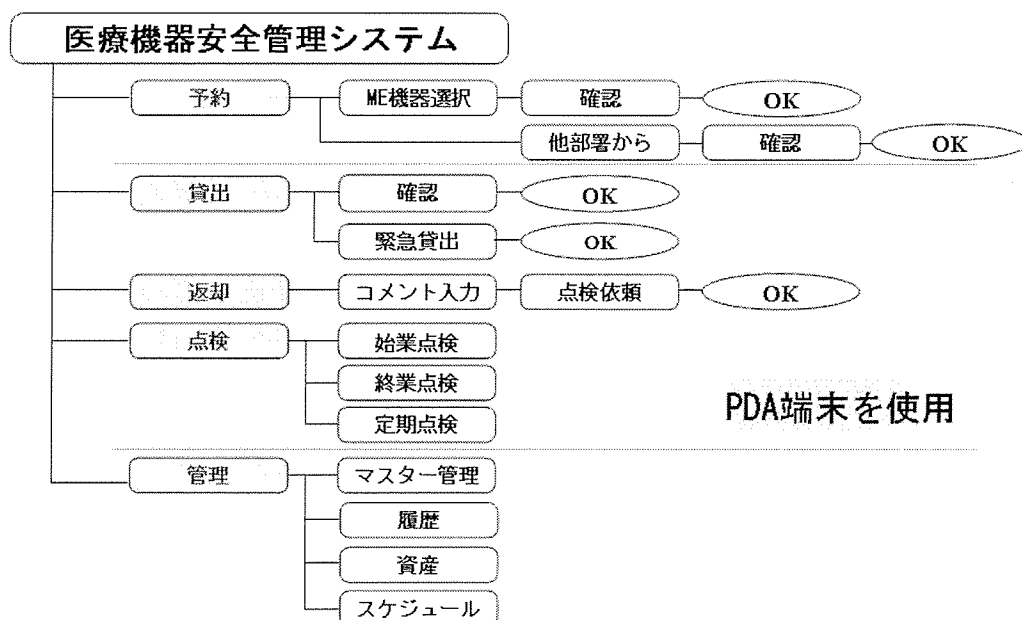 医療機器安全管理システム
予約 ME機器選択 確認 OK
他部署から 確認 OK
貸出 確認 OK
緊急貸出 OK
返却 コメント入力 点検依頼 OK
点検 始業点検
終業点検
PDA端末を使用
定期点検
管理 マスター管理
履歴
資産
スケジュール